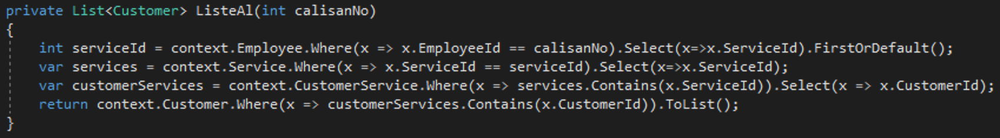 private List<Customer> ListeAl(int calisanNo)
{
    int serviceId = context.Employee.Where(x => x.EmployeeId == calisanNo).Select(x=>x.ServiceId).FirstOrDefault();
    var services = context.Service.Where(x => x.ServiceId == serviceId).Select(x=>x.ServiceId);
    var customerServices = context.CustomerService.Where(x => services.Contains(x.ServiceId)).Select(x => x.CustomerId);
    return context.Customer.Where(x => customerServices.Contains(x.CustomerId)).ToList();
}